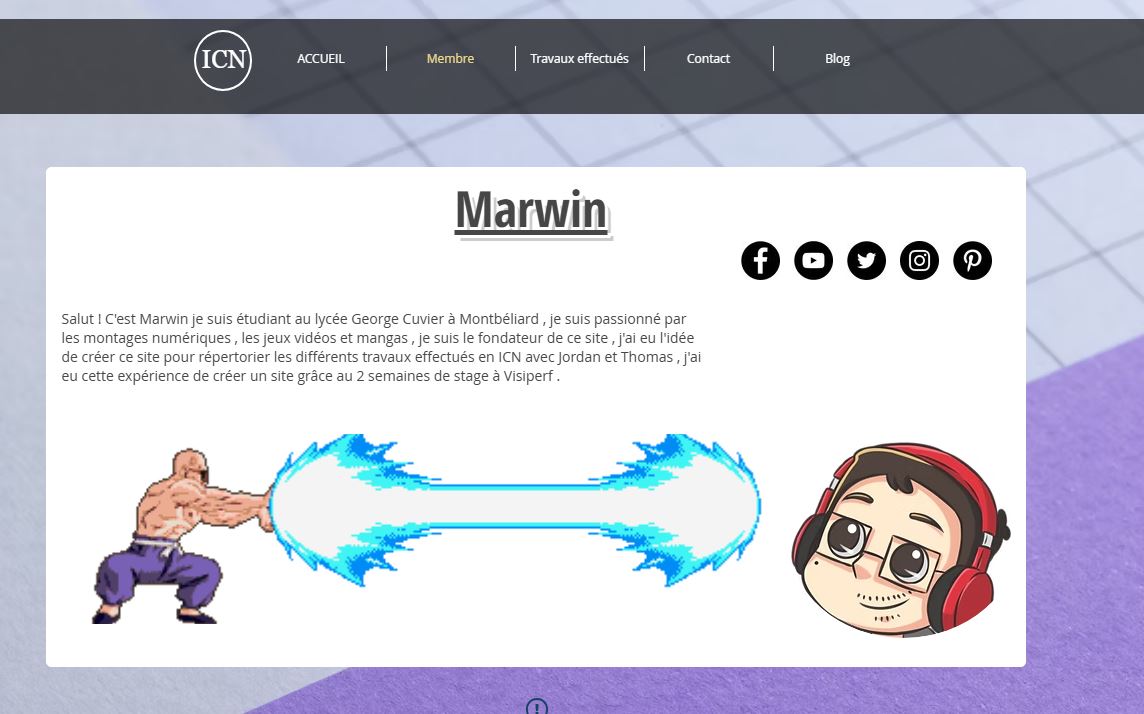 ICN
ACCUEIL
Membre
Travaux effectués
Contact
Blog
Marwin
Salut ! C'est Marwin je suis étudiant au lycée George Cuvier à Montbéliard , je suis passionné par
les montages numériques , les jeux vidéos et mangas , je suis le fondateur de ce site , j'ai eu l'idée
de créer ce site pour répertorier les différents travaux effectués en ICN avec Jordan et Thomas , j'ai
eu cette expérience de créer un site grâce au 2 semaines de stage à Visiperf .